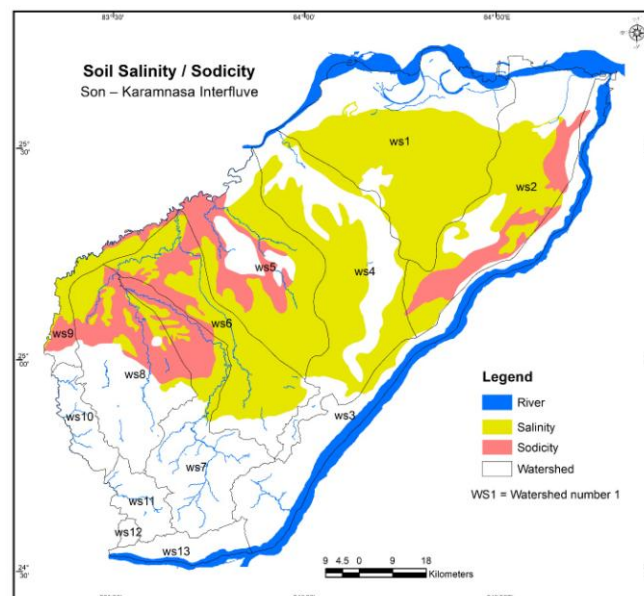 83°30' 84°00' 84°00'E
Soil Salinity / Sodicity
Son – Karamnasa Interfluve
25°
30'
ws1
ws2
ws5
ws4
ws6
ws9
25°
00'
ws8
ws10
ws3
ws7
ws11
ws12
ws13
24°
30'
Legend
River
Salinity
Sodicity
Watershed
WS1 = Watershed number 1
9 4.5 0 9 18
Kilometers